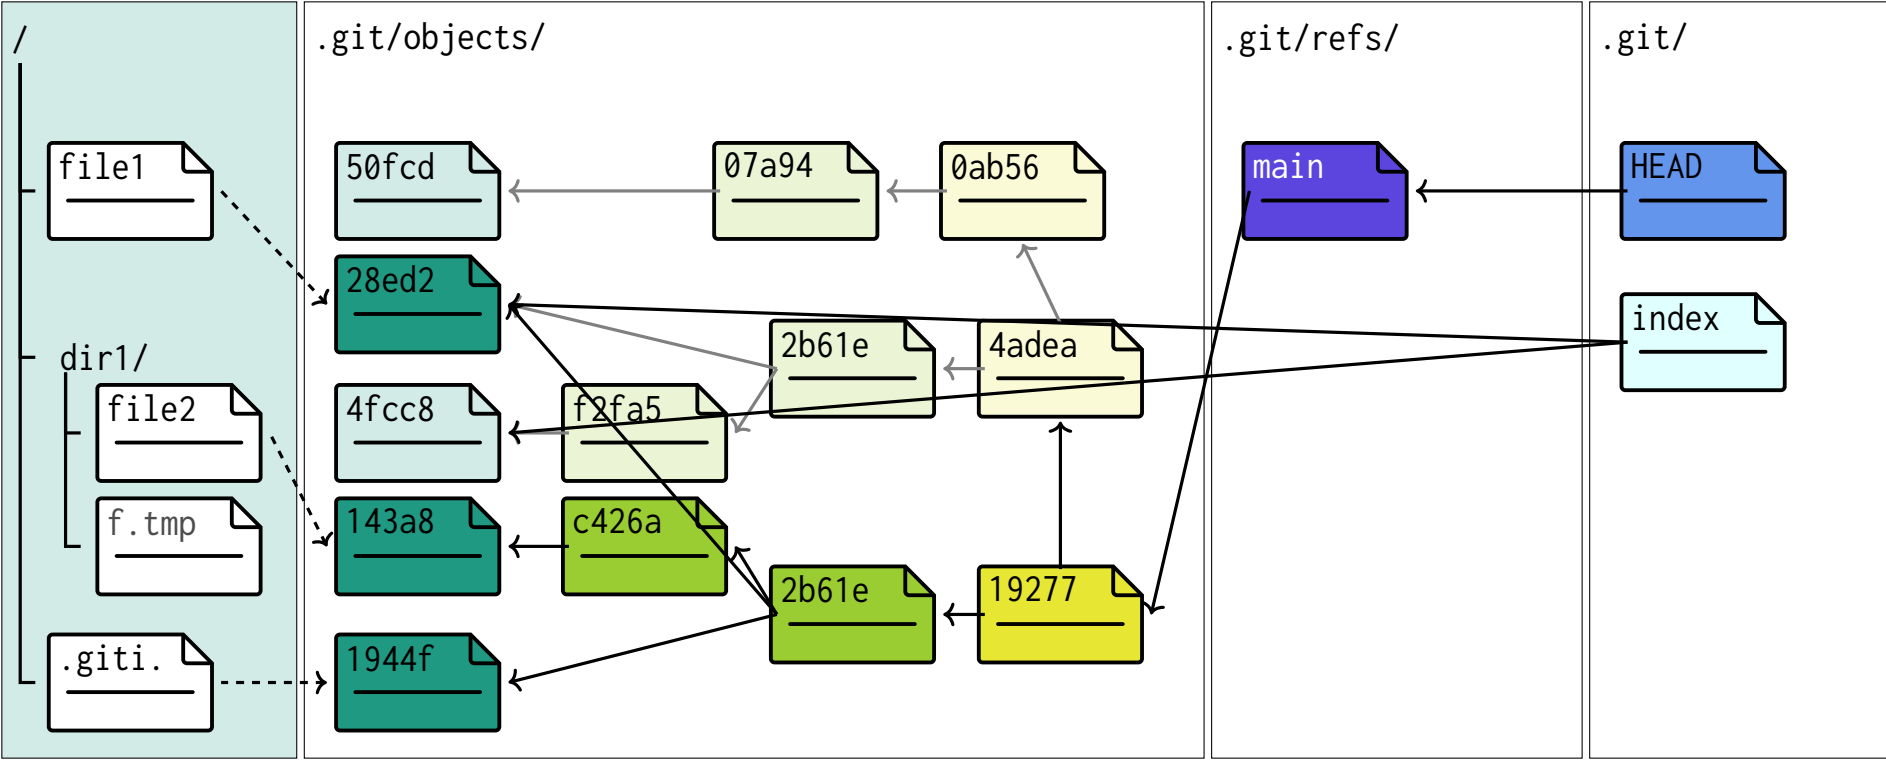 /
file1
dir1/
file2
f.tmp
.giti.
.git/objects/
50fcd
07a94
0ab56
28ed2
2b61e
4adea
4fcc8
f2fa5
143a8
c426a
2b61e
19277
1944f
.git/refs/
main
.git/
HEAD
index